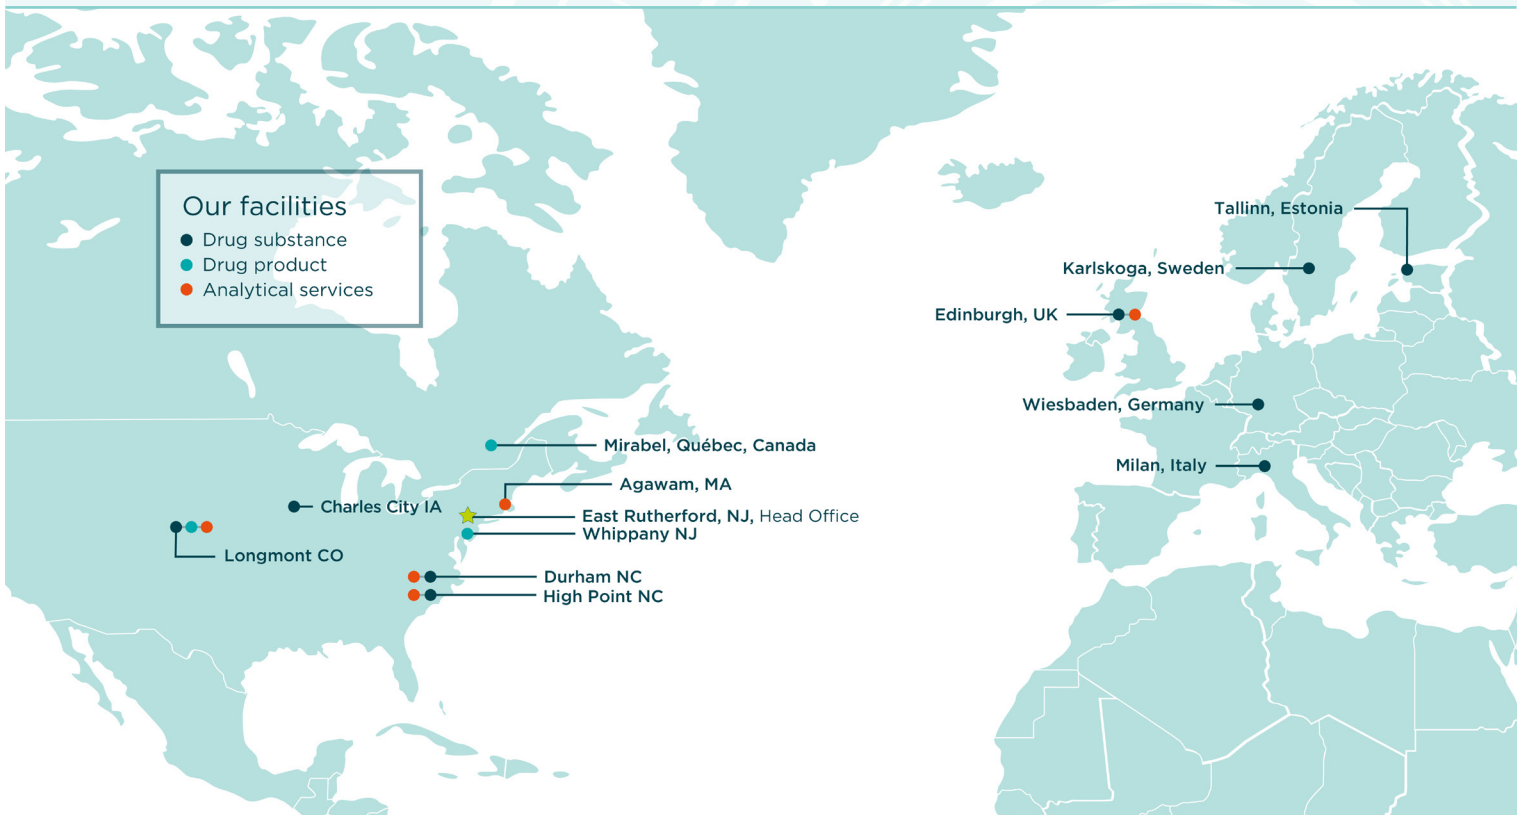 Our facilities
Drug substance
Drug product
Analytical services
Tallinn, Estonia
Karlskoga, Sweden
Edinburgh, UK
Wiesbaden, Germany
Mirabel, Québec, Canada
Milan, Italy
Agawam, MA
Charles City IA
East Rutherford, NJ, Head Office
Whippany NJ
Longmont CO
Durham NC
High Point NC